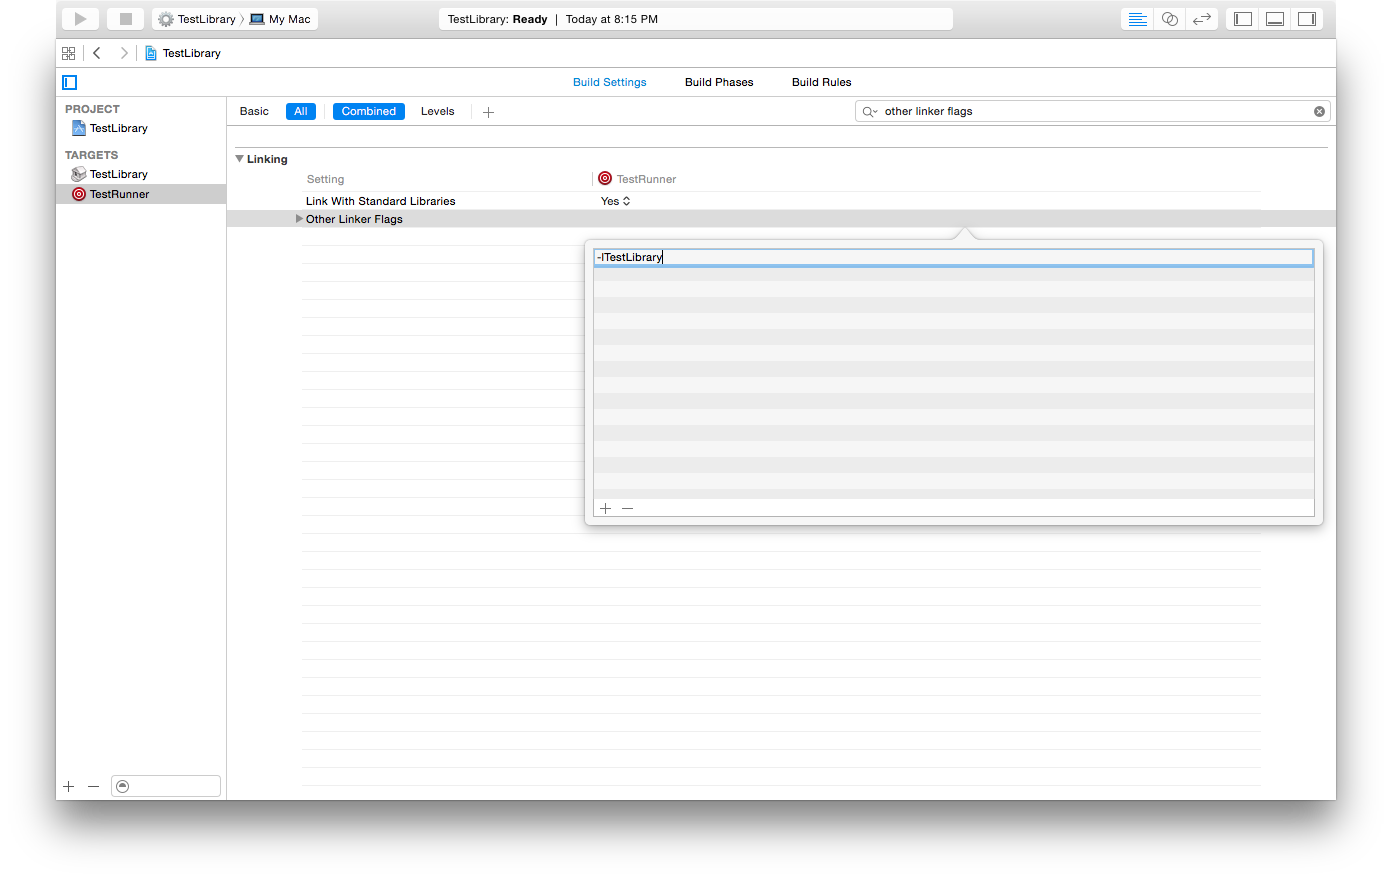 TestLibrary My Mac
TestLibrary: Ready | Today at 8:15 PM
TestLibrary
Build Settings Build Phases Build Rules
PROJECT
TestLibrary
TARGETS
TestLibrary
TestRunner
Basic All Combined Levels
other linker flags
Linking
Setting TestRunner
Link With Standard Libraries Yes
Other Linker Flags
-lTestLibrary